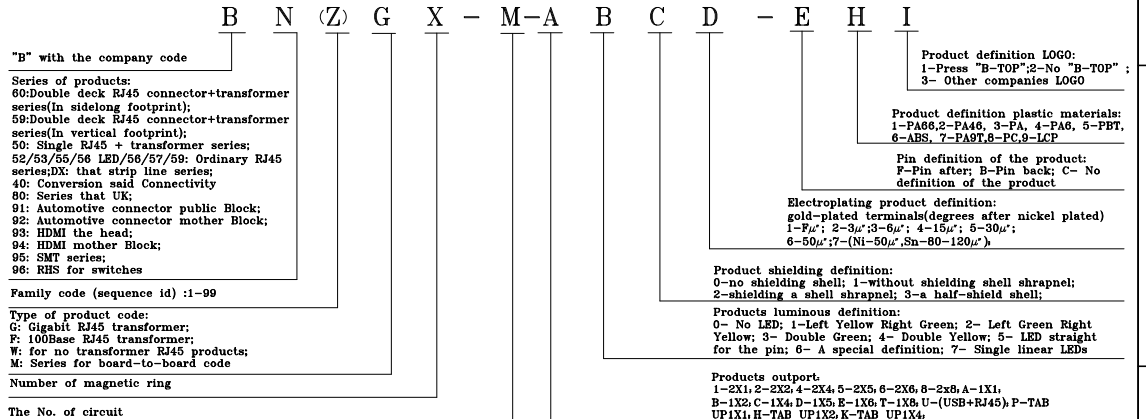 B N (Z) G X - M-A B C D - E H I
"B" with the company code
Series of products:
60:Double deck RJ45 connector+transformer
series(In sidelong footprint);
59:Double deck RJ45 connector+transformer
series(In vertical footprint);
50: Single RJ45 + transformer series;
52/53/55/56 LED/56/57/59: Ordinary RJ45
series;DX: that strip line series;
40: Conversion said Connectivity
80: Series that UK;
91: Automotive connector public Block;
92: Automotive connector mother Block;
93: HDMI the head;
94: HDMI mother Block;
95: SMT series;
96: RHS for switches
Family code (sequence id) :1-99
Type of product code:
G: Gigabit RJ45 transformer;
F: 100Base RJ45 transformer;
W: for no transformer RJ45 products;
M: Series for board-to-board code
Number of magnetic ring
The No. of circuit
Product definition LOGO:
1-Press "B-TOP";2-No "B-TOP" ;
3- Other companies LOGO
Product definition plastic materials:
1-PA66,2-PA46, 3-PA, 4-PA6, 5-PBT,
6-ABS, 7-PA9T,8-PC,9-LCP
Pin definition of the product:
F-Pin after; B-Pin back; C- No
definition of the product
Electroplating product definition:
gold-plated terminals(degrees after nickel plated)
1-Fμ"; 2-3μ";3-6μ"; 4-15μ"; 5-30μ";
6-50μ";7-(Ni-50μ",Sn-80-120μ");
Product shielding definition:
0-no shielding shell; 1-without shielding shell shrapnel;
2-shielding a shell shrapnel; 3-a half-shield shell;
Products luminous definition:
0- No LED; 1-Left Yellow Right Green; 2- Left Green Right
Yellow; 3- Double Green; 4- Double Yellow; 5- LED straight
for the pin; 6- A special definition; 7- Single linear LEDs
Products outport:
1-2X1; 2-2X2; 4-2X4; 5-2X5; 6-2X6; 8-2x8; A-1X1;
B-1X2; C-1X4; D-1X5; E-1X6; T-1X8; U-(USB+RJ45); P-TAB
UP1X1; H-TAB UP1X2; K-TAB UP1X4;